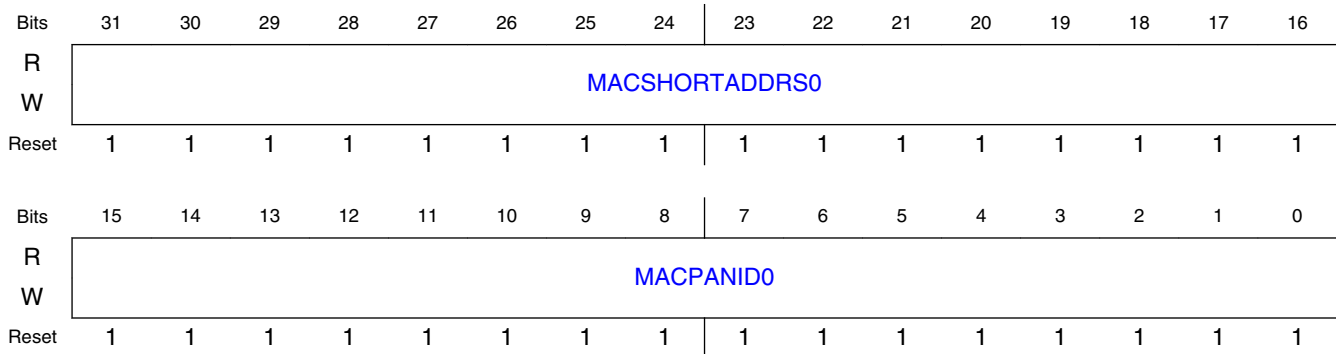 Bits 31 30 29 28 27 26 25 24 23 22 21 20 19 18 17 16
R
MACSHORTADDRS0
W
Reset 1 1 1 1 1 1 1 1 1 1 1 1 1 1 1 1
Bits 15 14 13 12 11 10 9 8 7 6 5 4 3 2 1 0
R
MACPANID0
W
Reset 1 1 1 1 1 1 1 1 1 1 1 1 1 1 1 1